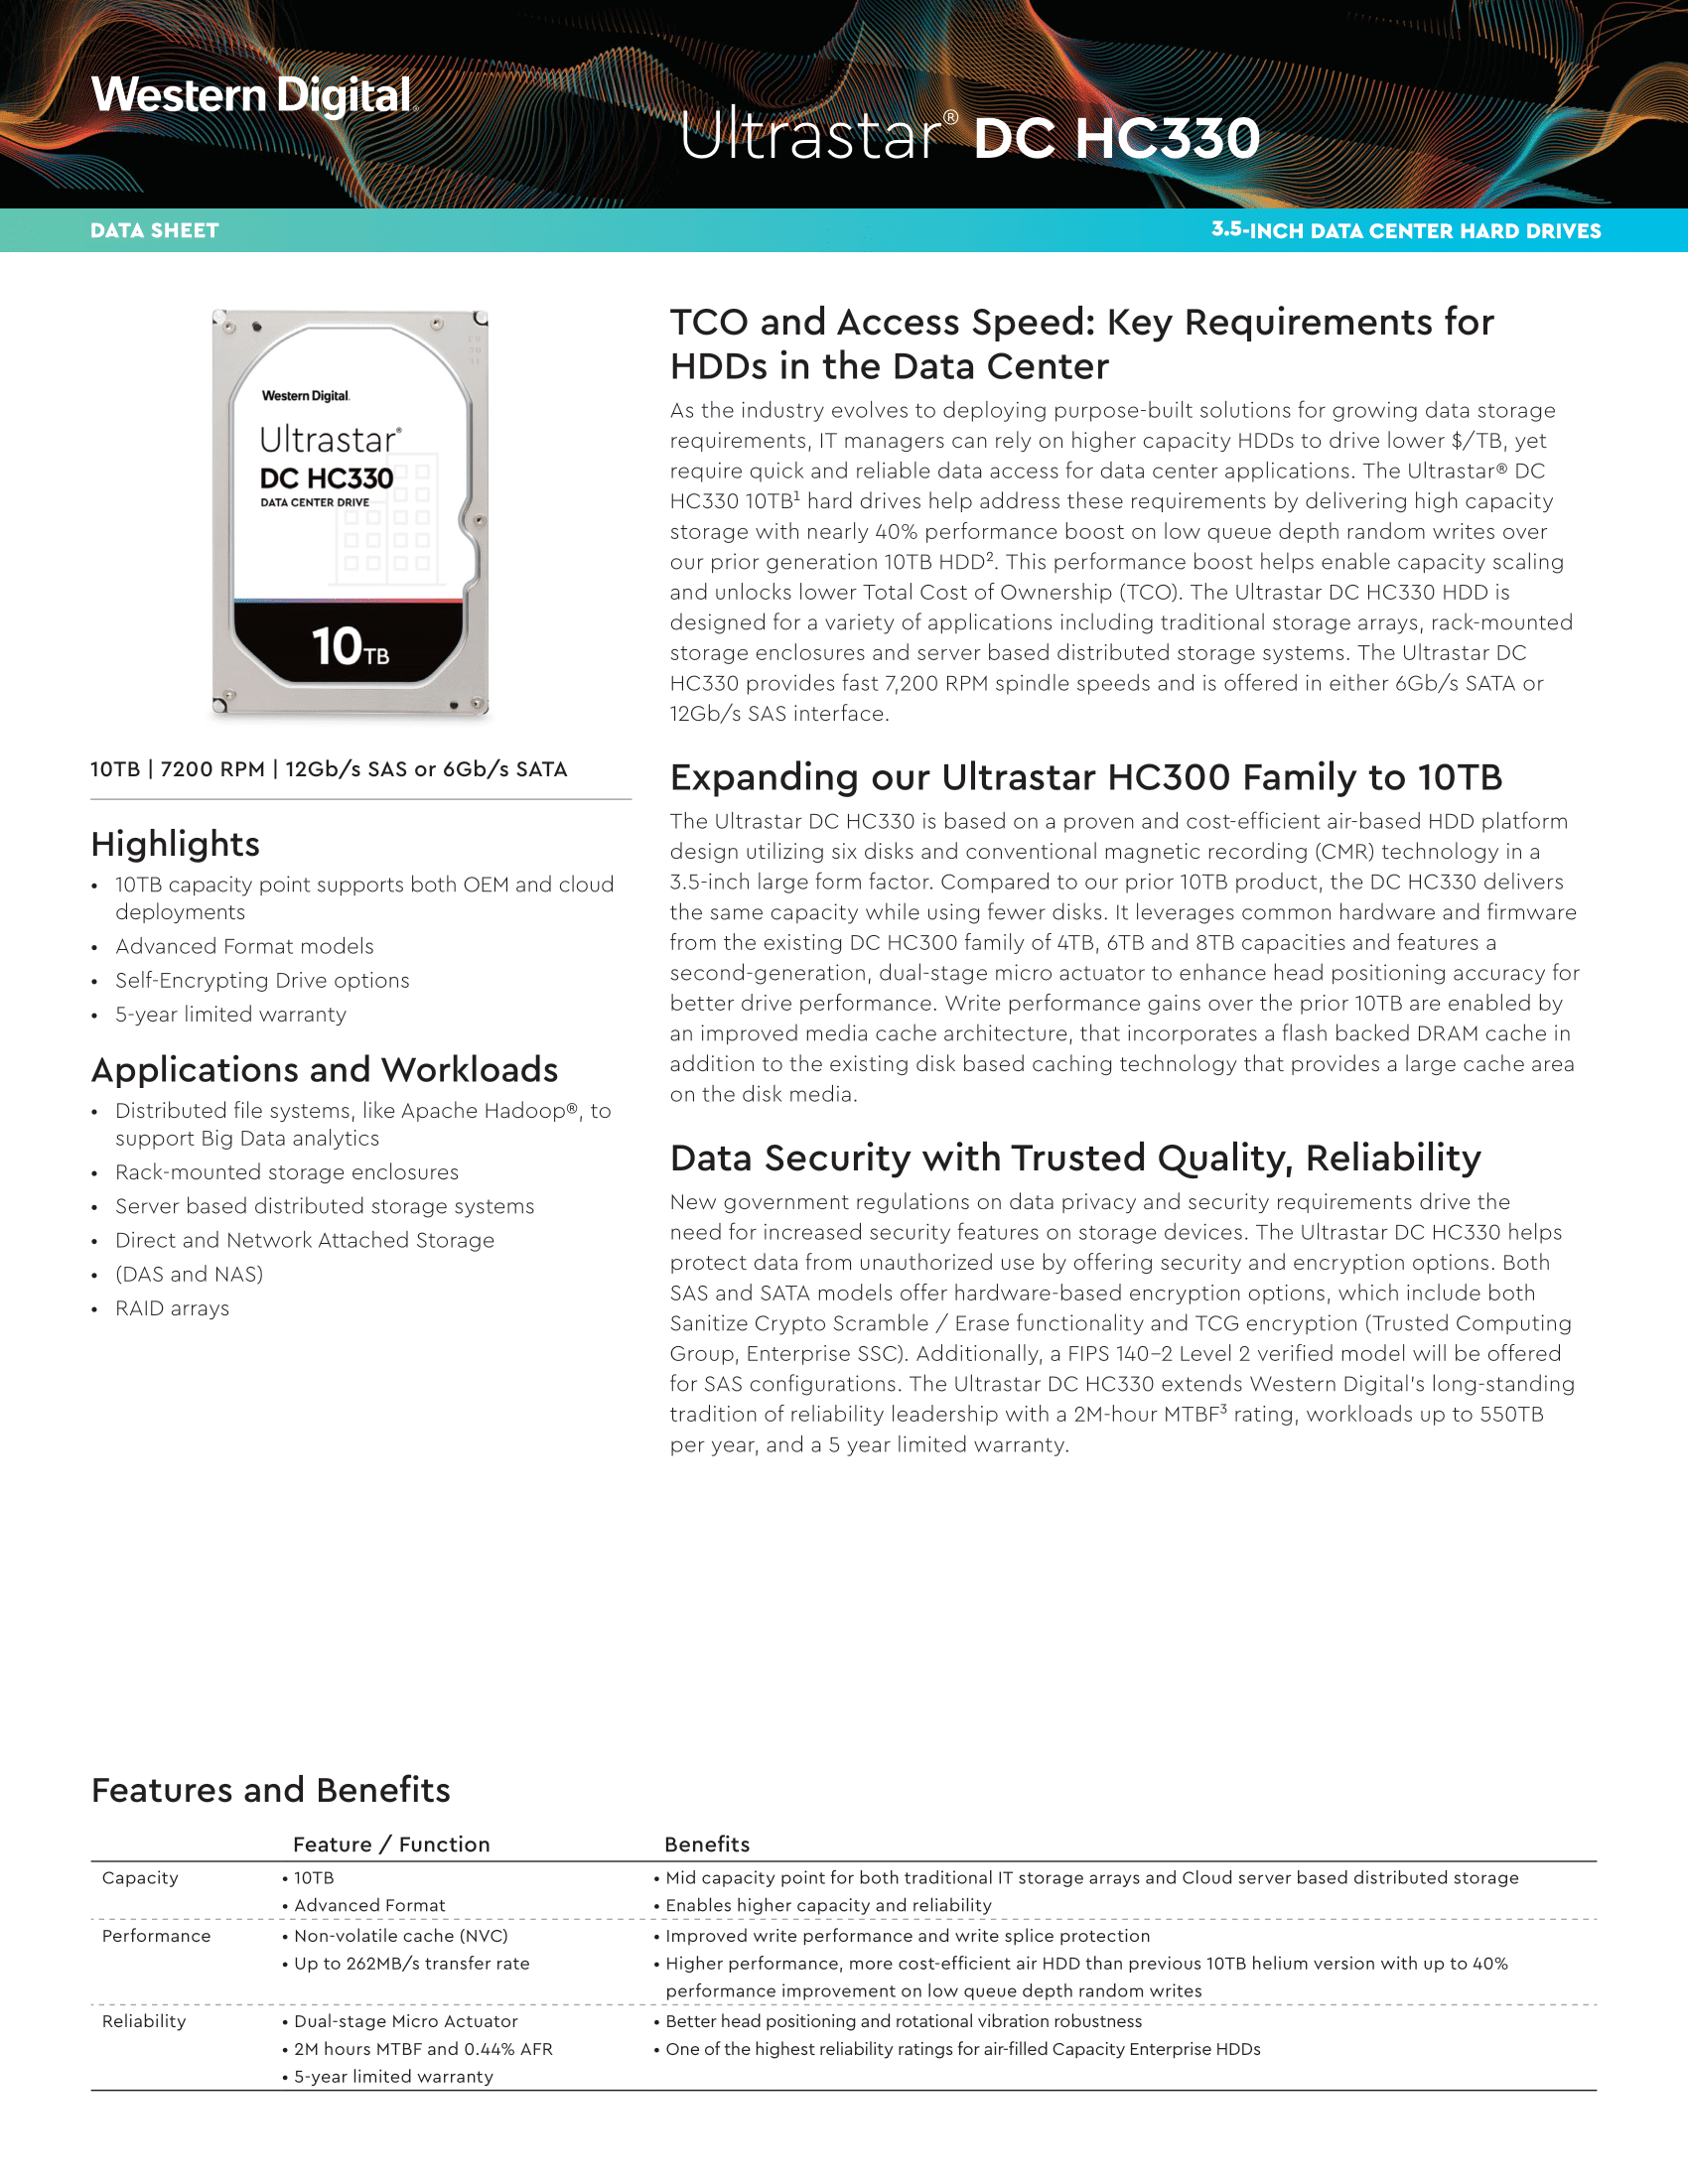 Western Digital.
Ultrastar® DC HC330
DATA SHEET
3.5-INCH DATA CENTER HARD DRIVES
Western Digital.
Ultrastar®
DC HC330
DATA CENTER DRIVE
10TB
10TB | 7200 RPM | 12Gb/s SAS or 6Gb/s SATA
Highlights
• 10TB capacity point supports both OEM and cloud
deployments
• Advanced Format models
• Self-Encrypting Drive options
• 5-year limited warranty
Applications and Workloads
• Distributed file systems, like Apache Hadoop®, to
support Big Data analytics
• Rack-mounted storage enclosures
• Server based distributed storage systems
• Direct and Network Attached Storage
• (DAS and NAS)
• RAID arrays
TCO and Access Speed: Key Requirements for
HDDs in the Data Center
As the industry evolves to deploying purpose-built solutions for growing data storage
requirements, IT managers can rely on higher capacity HDDs to drive lower $/TB, yet
require quick and reliable data access for data center applications. The Ultrastar® DC
HC330 10TB¹ hard drives help address these requirements by delivering high capacity
storage with nearly 40% performance boost on low queue depth random writes over
our prior generation 10TB HDD². This performance boost helps enable capacity scaling
and unlocks lower Total Cost of Ownership (TCO). The Ultrastar DC HC330 HDD is
designed for a variety of applications including traditional storage arrays, rack-mounted
storage enclosures and server based distributed storage systems. The Ultrastar DC
HC330 provides fast 7,200 RPM spindle speeds and is offered in either 6Gb/s SATA or
12Gb/s SAS interface.
Expanding our Ultrastar HC300 Family to 10TB
The Ultrastar DC HC330 is based on a proven and cost-efficient air-based HDD platform
design utilizing six disks and conventional magnetic recording (CMR) technology in a
3.5-inch large form factor. Compared to our prior 10TB product, the DC HC330 delivers
the same capacity while using fewer disks. It leverages common hardware and firmware
from the existing DC HC300 family of 4TB, 6TB and 8TB capacities and features a
second-generation, dual-stage micro actuator to enhance head positioning accuracy for
better drive performance. Write performance gains over the prior 10TB are enabled by
an improved media cache architecture, that incorporates a flash backed DRAM cache in
addition to the existing disk based caching technology that provides a large cache area
on the disk media.
Data Security with Trusted Quality, Reliability
New government regulations on data privacy and security requirements drive the
need for increased security features on storage devices. The Ultrastar DC HC330 helps
protect data from unauthorized use by offering security and encryption options. Both
SAS and SATA models offer hardware-based encryption options, which include both
Sanitize Crypto Scramble / Erase functionality and TCG encryption (Trusted Computing
Group, Enterprise SSC). Additionally, a FIPS 140-2 Level 2 verified model will be offered
for SAS configurations. The Ultrastar DC HC330 extends Western Digital's long-standing
tradition of reliability leadership with a 2M-hour MTBF³ rating, workloads up to 550TB
per year, and a 5 year limited warranty.
Features and Benefits
Feature / Function Benefits
Capacity • 10TB • Mid capacity point for both traditional IT storage arrays and Cloud server based distributed storage
• Advanced Format • Enables higher capacity and reliability
Performance • Non-volatile cache (NVC) • Improved write performance and write splice protection
• Up to 262MB/s transfer rate • Higher performance, more cost-efficient air HDD than previous 10TB helium version with up to 40%
performance improvement on low queue depth random writes
Reliability • Dual-stage Micro Actuator • Better head positioning and rotational vibration robustness
• 2M hours MTBF and 0.44% AFR • One of the highest reliability ratings for air-filled Capacity Enterprise HDDs
• 5-year limited warranty